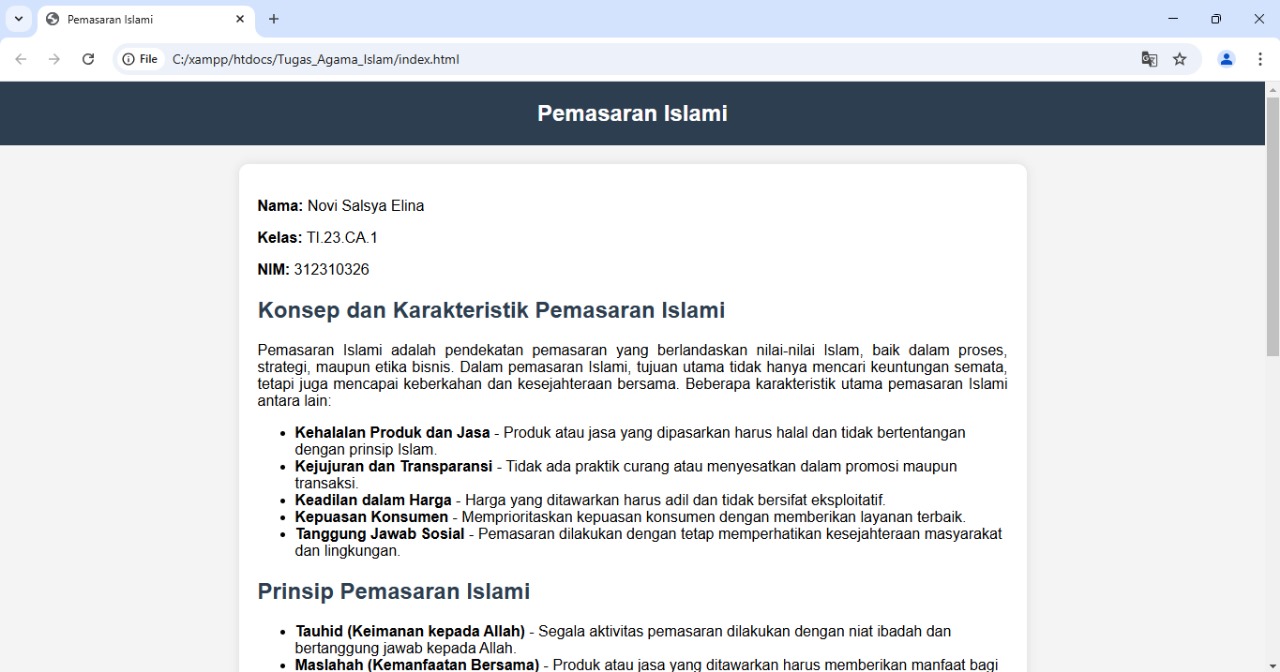 Pemasaran Islami
File C:/xampp/htdocs/Tugas_Agama_Islam/index.html
Pemasaran Islami
Nama: Novi Salsya Elina
Kelas: TI.23.CA.1
NIM: 312310326
Konsep dan Karakteristik Pemasaran Islami
Pemasaran Islami adalah pendekatan pemasaran yang berlandaskan nilai-nilai Islam, baik dalam proses,
strategi, maupun etika bisnis. Dalam pemasaran Islami, tujuan utama tidak hanya mencari keuntungan semata,
tetapi juga mencapai keberkahan dan kesejahteraan bersama. Beberapa karakteristik utama pemasaran Islami
antara lain:
• Kehalalan Produk dan Jasa - Produk atau jasa yang dipasarkan harus halal dan tidak bertentangan
dengan prinsip Islam.
• Kejujuran dan Transparansi - Tidak ada praktik curang atau menyesatkan dalam promosi maupun
transaksi.
• Keadilan dalam Harga - Harga yang ditawarkan harus adil dan tidak bersifat eksploitatif.
• Kepuasan Konsumen - Memprioritaskan kepuasan konsumen dengan memberikan layanan terbaik.
• Tanggung Jawab Sosial - Pemasaran dilakukan dengan tetap memperhatikan kesejahteraan masyarakat
dan lingkungan.
Prinsip Pemasaran Islami
• Tauhid (Keimanan kepada Allah) - Segala aktivitas pemasaran dilakukan dengan niat ibadah dan
bertanggung jawab kepada Allah.
• Maslahah (Kemanfaatan Bersama) - Produk atau jasa yang ditawarkan harus memberikan manfaat bagi